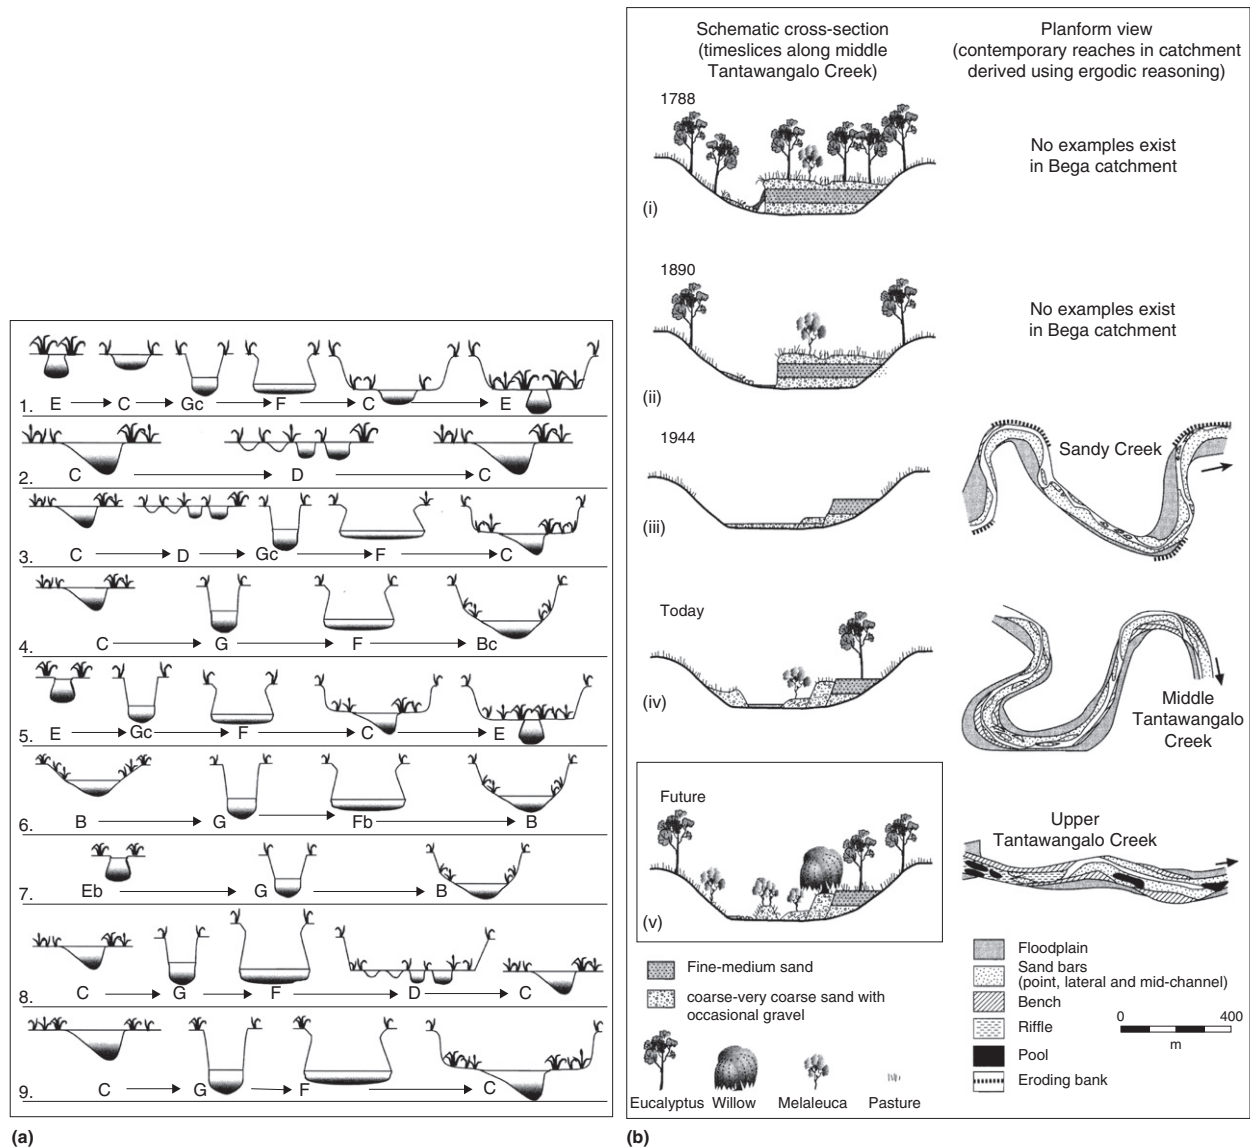 1. E C Gc F C E
2. C D C
3. C D Gc F C
4. C G F Bc
5. E Gc F C E
6. B G Fb B
7. Eb G B
8. C G F D C
9. C G F C
(a)
Schematic cross-section
(timeslices along middle
Tantawangalo Creek)
Planform view
(contemporary reaches in catchment
derived using ergodic reasoning)
1788
(i)
No examples exist
in Bega catchment
1890
(ii)
No examples exist
in Bega catchment
1944
(iii)
Sandy Creek
Today
(iv)
Middle
Tantawangalo
Creek
Future
(v)
Upper
Tantawangalo Creek
Fine-medium sand
coarse-very coarse sand with
occasional gravel
Eucalyptus Willow Melaleuca Pasture
Floodplain
Sand bars
(point, lateral and mid-channel)
Bench
Riffle
Pool
Eroding bank
0 400
m
(b)